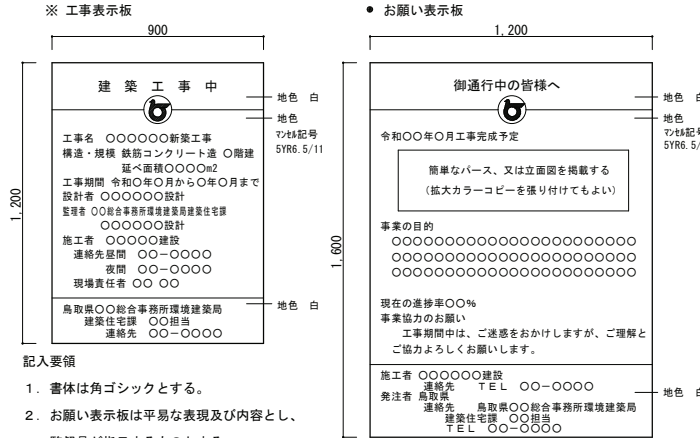 ※ 工事表示板
900
1,200
建 築 工 事 中
地色 白
地色
ﾏﾝｾﾙ記号
5YR6.5/11
工事名 〇〇〇〇〇〇新築工事
構造・規模 鉄筋コンクリート造 〇階建
延べ面積〇〇〇〇m2
工事期間 令和〇年〇月から〇年〇月まで
設計者 〇〇〇〇〇〇設計
監理者 〇〇総合事務所環境建築局建築住宅課
〇〇〇〇〇〇設計
施工者 〇〇〇〇〇建設
連絡先昼間 〇〇−〇〇〇〇
夜間 〇〇−〇〇〇〇
現場責任者 〇〇 〇〇
鳥取県〇〇総合事務所環境建築局
建築住宅課 〇〇担当
連絡先 〇〇−〇〇〇〇
地色 白
記入要領
1．書体は角ゴシックとする。
2．お願い表示板は平易な表現及び内容とし、
● お願い表示板
1,200
1,600
御通行中の皆様へ
地色 白
地色
ﾏﾝｾﾙ記号
5YR6.5/
令和〇〇年〇月工事完成予定
簡単なパース、又は立面図を掲載する
(拡大カラーコピーを張り付けてもよい)
事業の目的
〇〇〇〇〇〇〇〇〇〇〇〇〇〇〇〇〇〇〇〇〇〇〇
〇〇〇〇〇〇〇〇〇〇〇〇〇〇〇〇〇〇〇〇〇〇〇
〇〇〇〇〇〇〇〇〇〇〇〇〇〇〇〇〇〇〇〇〇〇〇
現在の進捗率〇〇%
事業協力のお願い
工事期間中は、ご迷惑をおかけしますが、ご理解と
ご協力よろしくお願いします。
施工者 〇〇〇〇〇〇建設
連絡先 ＴＥＬ 〇〇−〇〇〇〇
発注者 鳥取県
連絡先 鳥取県〇〇総合事務所環境建築局
建築住宅課 〇〇担当
ＴＥＬ 〇〇−〇〇〇〇
地色 白